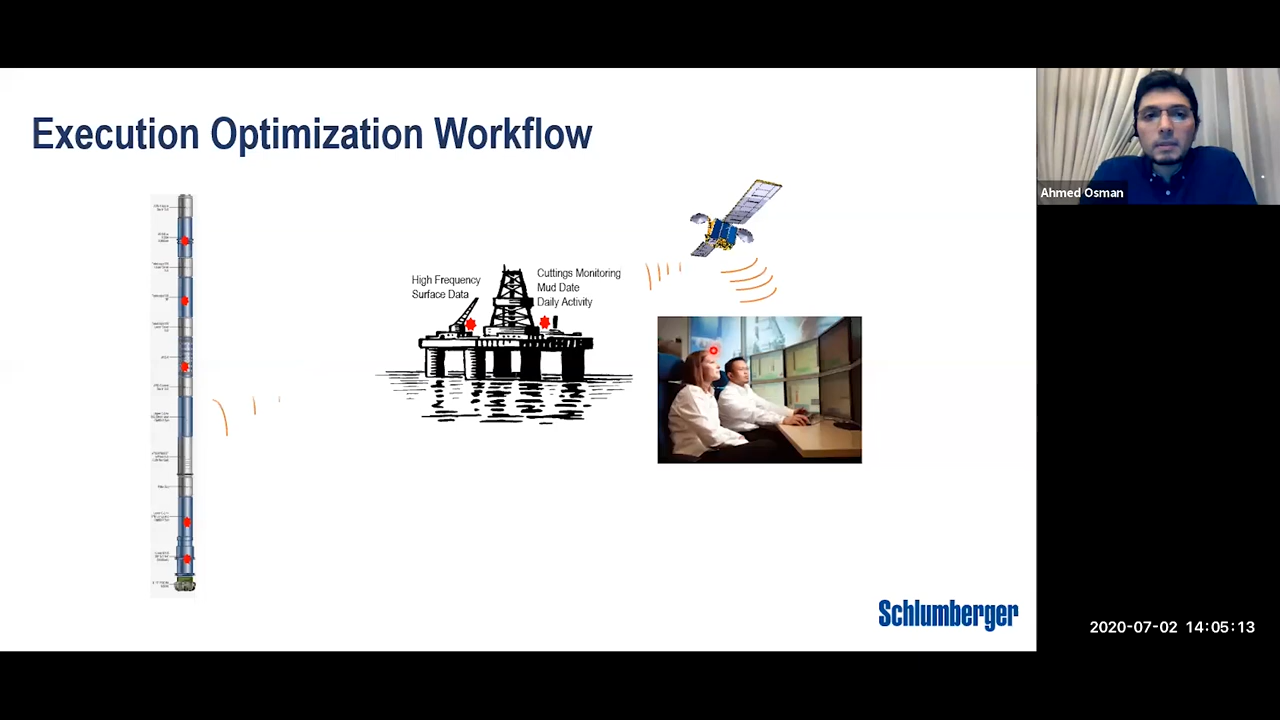 Execution Optimization Workflow
High Frequency
Surface Data
Cuttings Monitoring
Mud Date
Daily Activity
Schlumberger
Ahmed Osman
2020-07-02 14:05:13